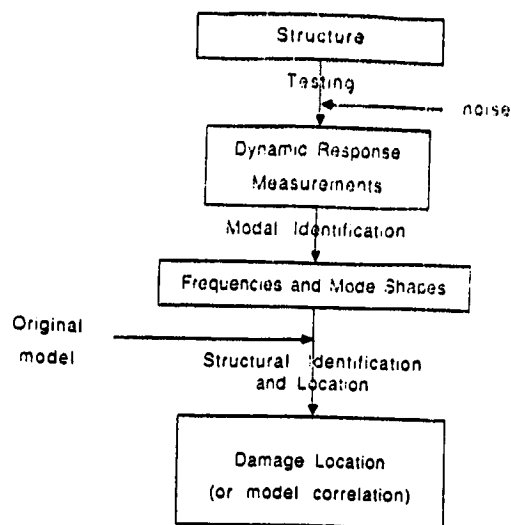 Structure
Testing
noise
Dynamic Response
Measurements
Modal Identification
Frequencies and Mode Shapes
Original
model
Structural Identification
and Location
Damage Location
(or model correlation)